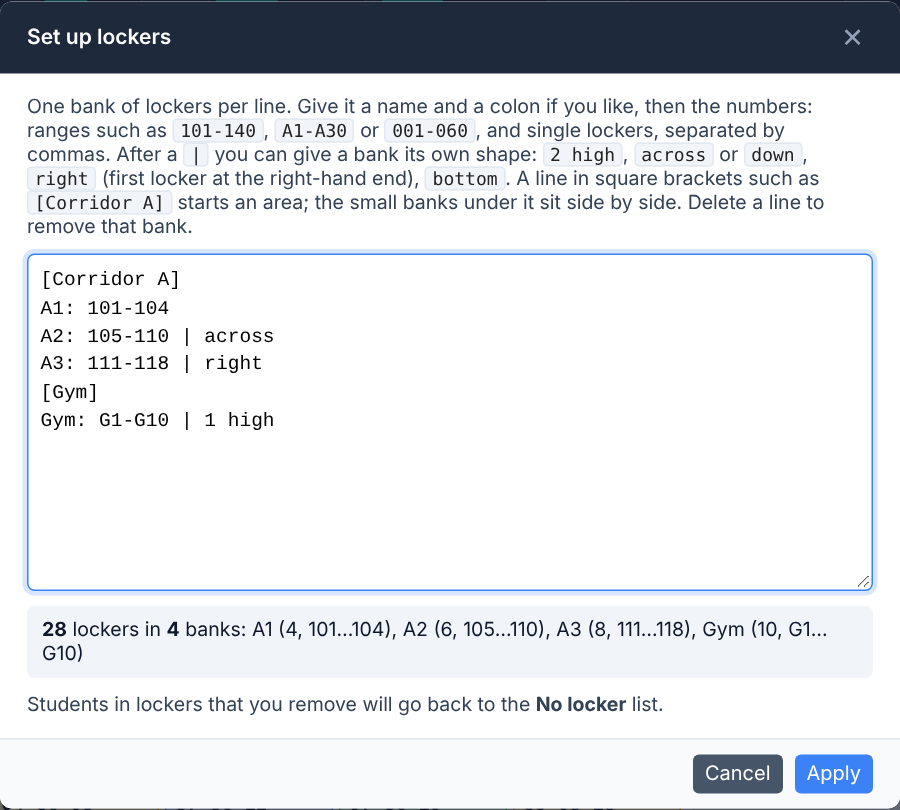 Set up lockers
One bank of lockers per line. Give it a name and a colon if you like, then the numbers:
ranges such as 101-140, A1-A30 or 001-060, and single lockers, separated by
commas. After a | you can give a bank its own shape: 2 high, across or down,
right (first locker at the right-hand end), bottom. A line in square brackets such as
[Corridor A] starts an area; the small banks under it sit side by side. Delete a line to
remove that bank.
[Corridor A]
A1: 101-104
A2: 105-110 | across
A3: 111-118 | right
[Gym]
Gym: G1-G10 | 1 high
28 lockers in 4 banks: A1 (4, 101…104), A2 (6, 105…110), A3 (8, 111…118), Gym (10, G1…
G10)
Students in lockers that you remove will go back to the No locker list.
Cancel Apply